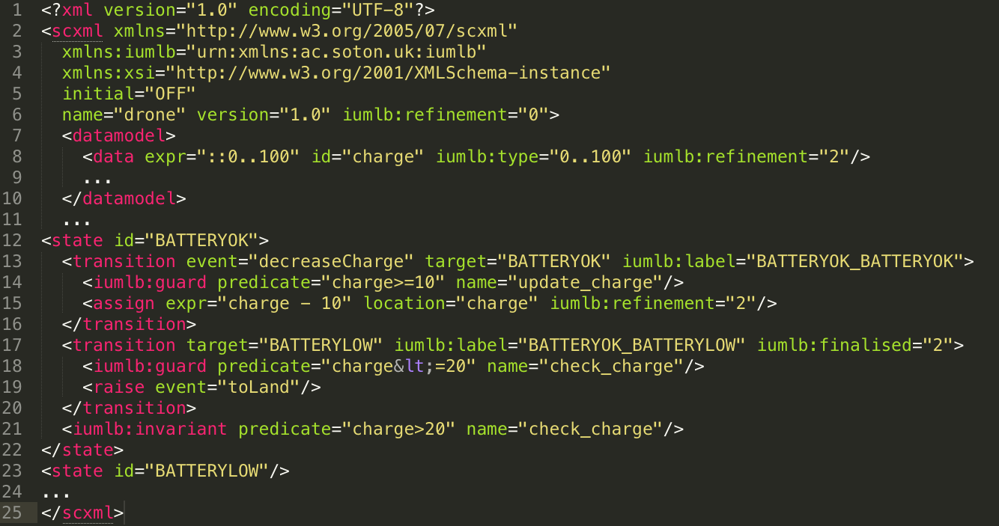 1 <?xml version="1.0" encoding="UTF-8"?>
2 <scxml xmlns="http://www.w3.org/2005/07/scxml"
3 xmlns:iumlb="urn:xmlns:ac.soton.uk:iumlb"
4 xmlns:xsi="http://www.w3.org/2001/XMLSchema-instance"
5 initial="OFF"
6 name="drone" version="1.0" iumlb:refinement="0">
7 <datamodel>
8 <data expr="::0..100" id="charge" iumlb:type="0..100" iumlb:refinement="2"/>
9 ...
10 </datamodel>
11 ...
12 <state id="BATTERYOK">
13 <transition event="decreaseCharge" target="BATTERYOK" iumlb:label="BATTERYOK_BATTERYOK">
14 <iumlb:guard predicate="charge>=10" name="update_charge"/>
15 <assign expr="charge - 10" location="charge" iumlb:refinement="2"/>
16 </transition>
17 <transition target="BATTERYLOW" iumlb:label="BATTERYOK_BATTERYLOW" iumlb:finalised="2">
18 <iumlb:guard predicate="charge&lt;=20" name="check_charge"/>
19 <raise event="toLand"/>
20 </transition>
21 <iumlb:invariant predicate="charge>20" name="check_charge"/>
22 </state>
23 <state id="BATTERYLOW"/>
24 ...
25 </scxml>